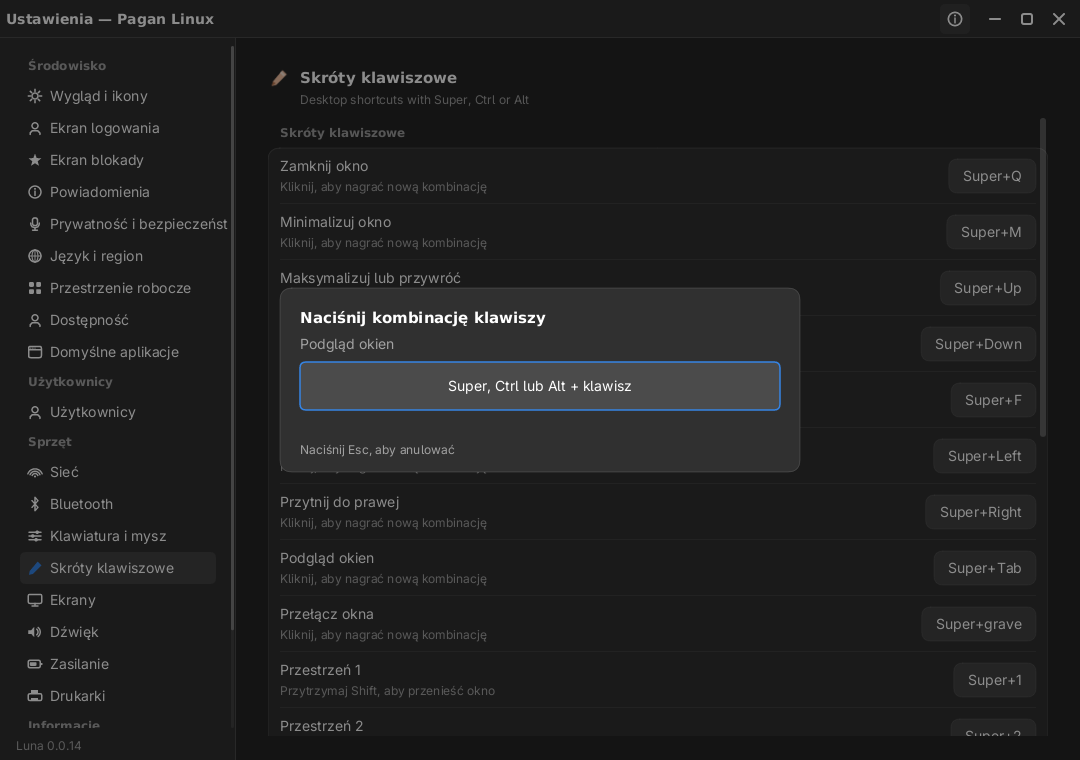 Ustawienia — Pagan Linux
Środowisko
Wygląd i ikony
Ekran logowania
Ekran blokady
Powiadomienia
Prywatność i bezpieczeńst
Język i region
Przestrzenie robocze
Dostępność
Domyślne aplikacje
Użytkownicy
Użytkownicy
Sprzęt
Sieć
Bluetooth
Klawiatura i mysz
Skróty klawiszowe
Ekrany
Dźwięk
Zasilanie
Drukarki
Informacje
Luna 0.0.14
Skróty klawiszowe
Desktop shortcuts with Super, Ctrl or Alt
Skróty klawiszowe
Zamknij okno
Kliknij, aby nagrać nową kombinację
Super+Q
Minimalizuj okno
Kliknij, aby nagrać nową kombinację
Super+M
Maksymalizuj lub przywróć
Super+Up
Super+Down
Super+F
Super+Left
Naciśnij kombinację klawiszy
Podgląd okien
Super, Ctrl lub Alt + klawisz
Naciśnij Esc, aby anulować
Przytnij do prawej
Kliknij, aby nagrać nową kombinację
Super+Right
Podgląd okien
Kliknij, aby nagrać nową kombinację
Super+Tab
Przełącz okna
Kliknij, aby nagrać nową kombinację
Super+grave
Przestrzeń 1
Przytrzymaj Shift, aby przenieść okno
Super+1
Przestrzeń 2
Super+2